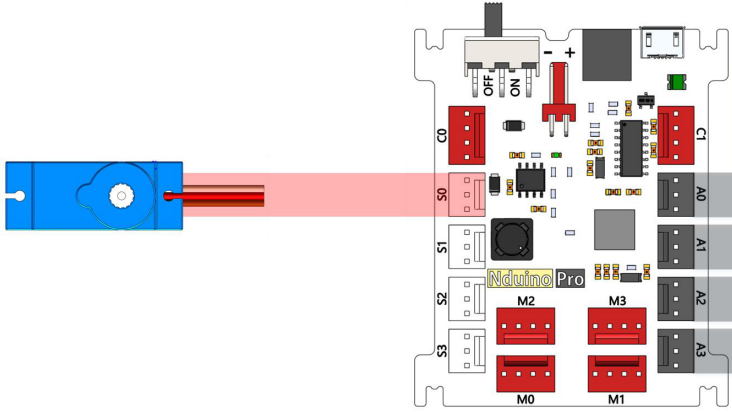 - +
OFF ON
C0
C1
S0
A0
S1
A1
S2
A2
S3
A3
Nduino Pro
M2
M3
M0
M1